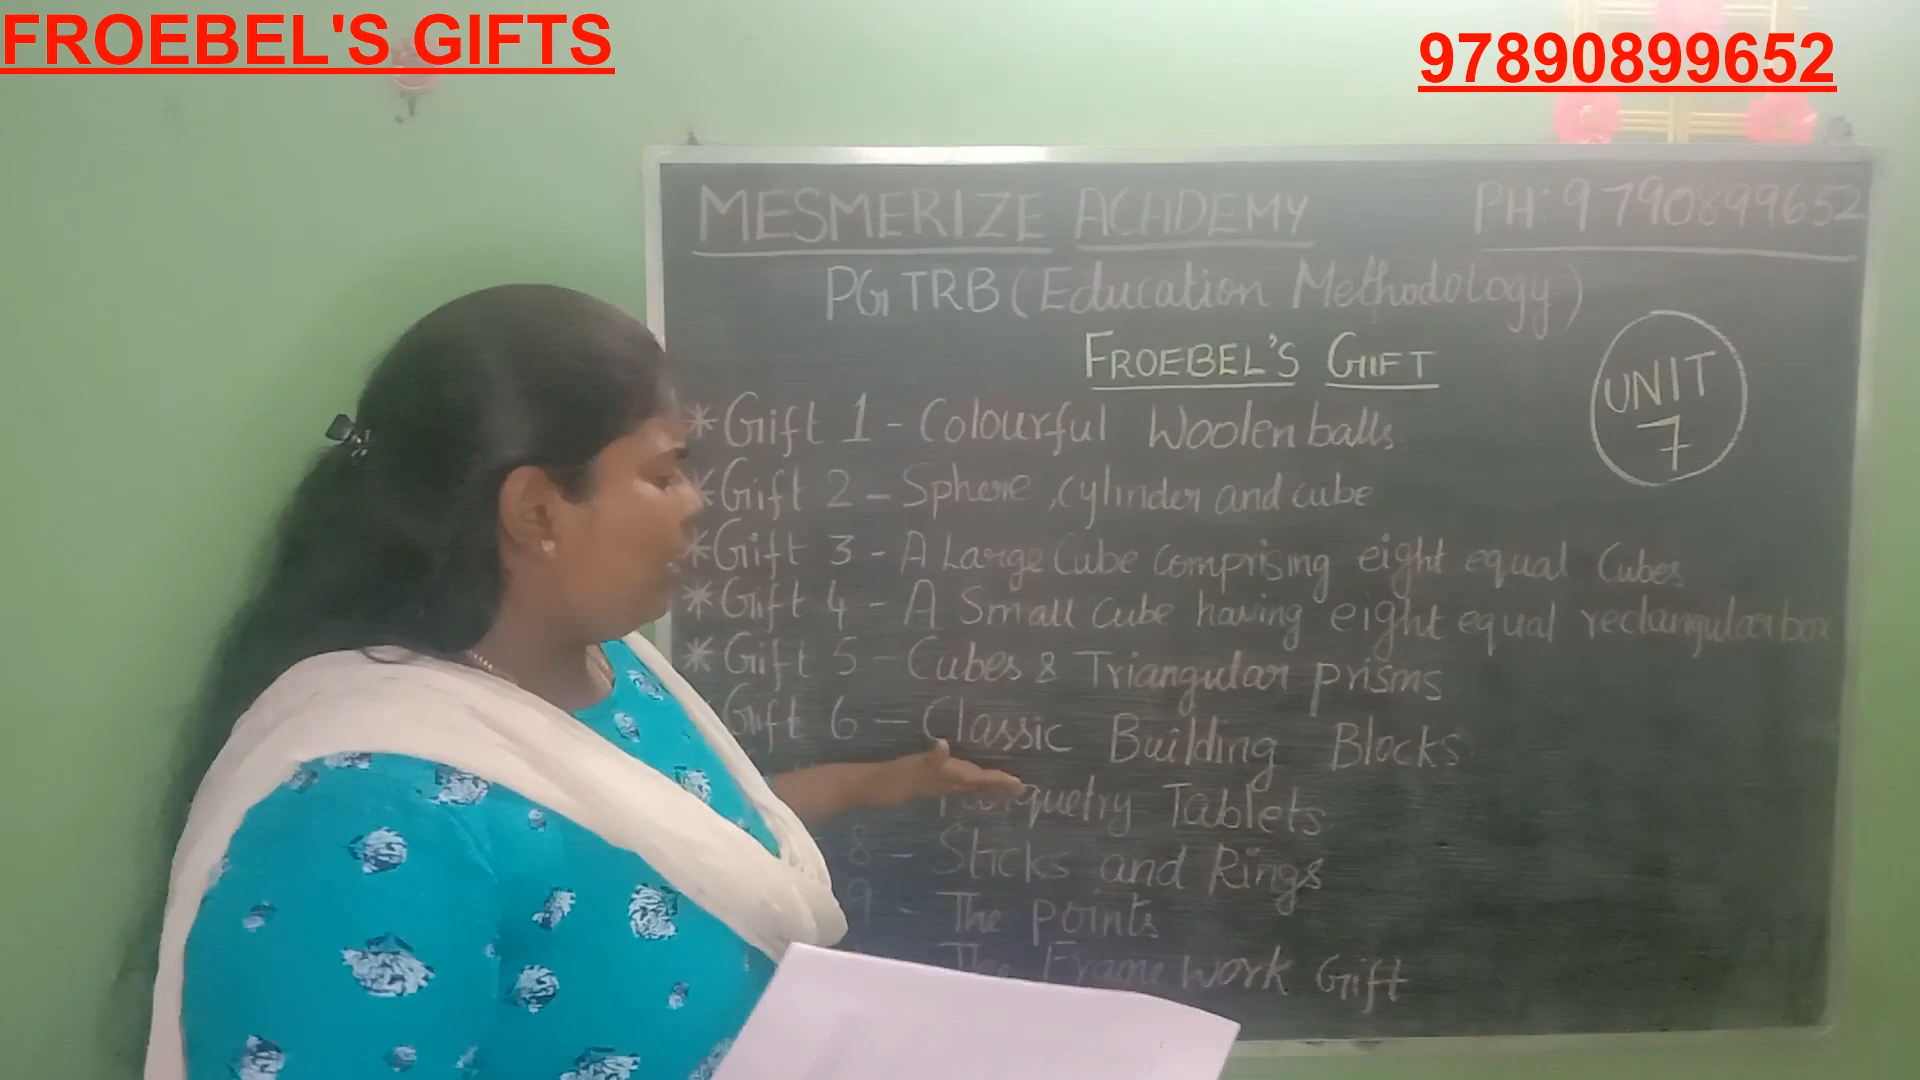 FROEBEL'S GIFTS
97890899652
MESMERIZE ACADEMY PH: 9790899652
PG TRB (Education Methodology)
FROEBEL'S GIFT
UNIT
7
*Gift 1 - Colourful Woolen balls.
*Gift 2 - Sphere, cylinder and cube
*Gift 3 - A Large Cube comprising eight equal Cubes
*Gift 4 - A Small cube having eight equal rectangular box
*Gift 5 - Cubes & Triangular prisms
Gift 6 - Classic Building Blocks.
Tablets
8 - Sticks and Rings
9 - The points
The Frame Work Gift